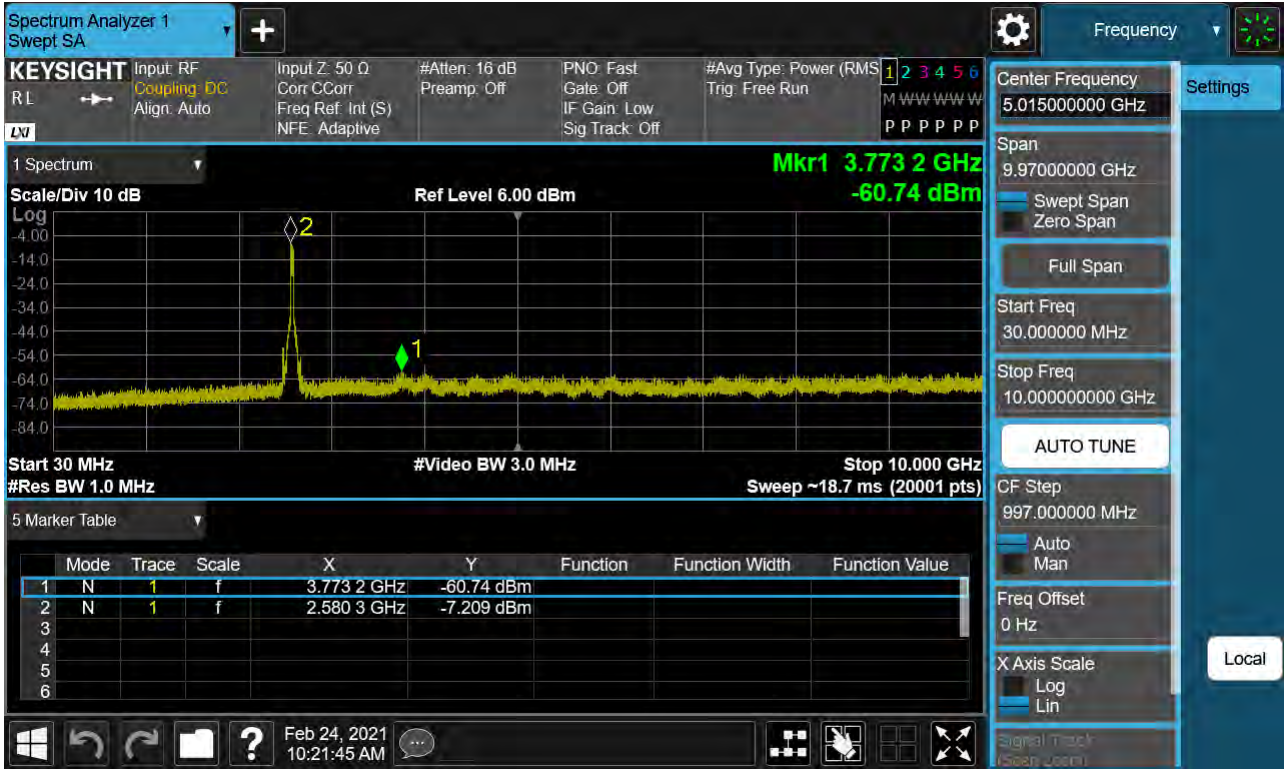 Spectrum Analyzer 1
Swept SA
Frequency
KEYSIGHT
R L
LXI
Input: RF
Coupling: DC
Align: Auto
Input Z: 50 Ω
Corr CCorr
Freq Ref: Int (S)
NFE: Adaptive
#Atten: 16 dB
Preamp: Off
PNO: Fast
Gate: Off
IF Gain: Low
Sig Track: Off
#Avg Type: Power (RMS
Trig: Free Run
1 2 3 4 5 6
M W W W W W
P P P P P P
1 Spectrum
Mkr1 3.773 2 GHz
-60.74 dBm
Scale/Div 10 dB
Ref Level 6.00 dBm
Log
-4.00
-14.0
-24.0
-34.0
-44.0
-54.0
-64.0
-74.0
-84.0
2
1
Start 30 MHz
#Video BW 3.0 MHz
Stop 10.000 GHz
#Res BW 1.0 MHz
Sweep ~18.7 ms (20001 pts)
5 Marker Table
Mode Trace Scale X Y Function Function Width Function Value
1 N 1 f 3.773 2 GHz -60.74 dBm
2 N 1 f 2.580 3 GHz -7.209 dBm
3
4
5
6
Center Frequency
5.015000000 GHz
Span
9.97000000 GHz
Swept Span
Zero Span
Full Span
Start Freq
30.000000 MHz
Stop Freq
10.000000000 GHz
AUTO TUNE
CF Step
997.000000 MHz
Auto
Man
Freq Offset
0 Hz
X Axis Scale
Log
Lin
Signal Track
(Span Zoom)
Settings
Local
?
Feb 24, 2021
10:21:45 AM